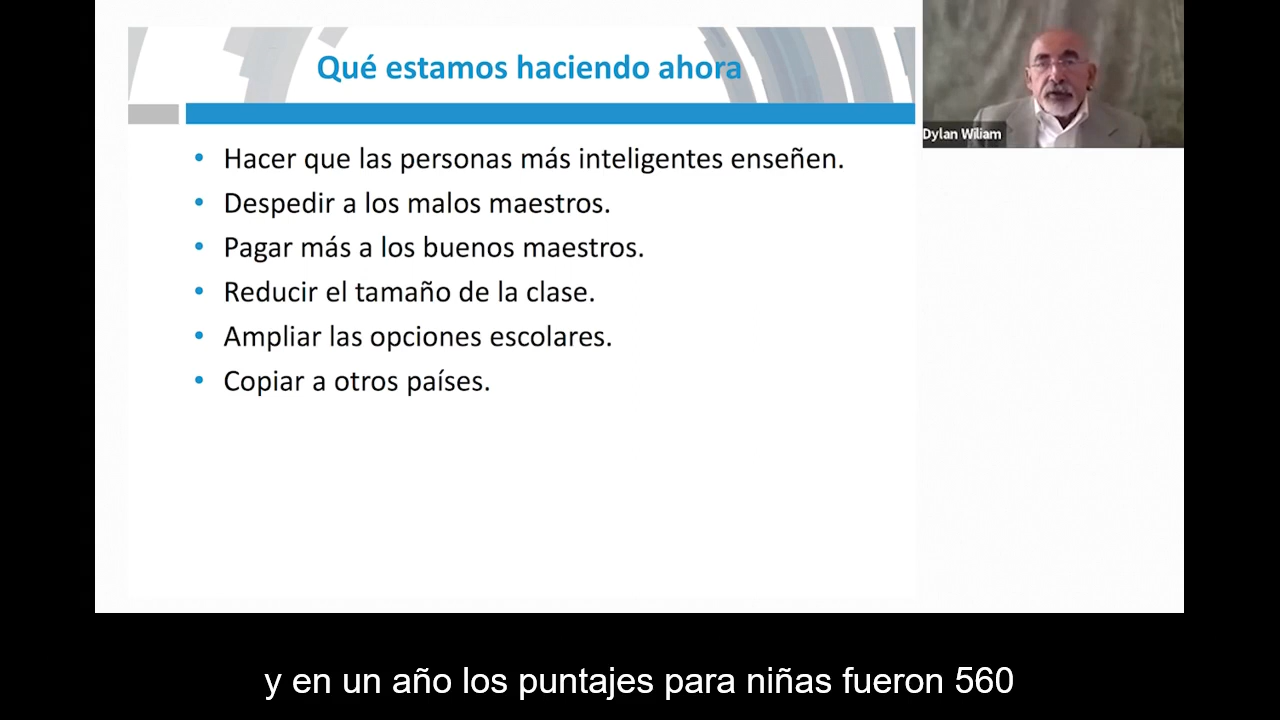 Qué estamos haciendo ahora
Dylan Wiliam
• Hacer que las personas más inteligentes enseñen.
• Despedir a los malos maestros.
• Pagar más a los buenos maestros.
• Reducir el tamaño de la clase.
• Ampliar las opciones escolares.
• Copiar a otros países.
y en un año los puntajes para niñas fueron 560